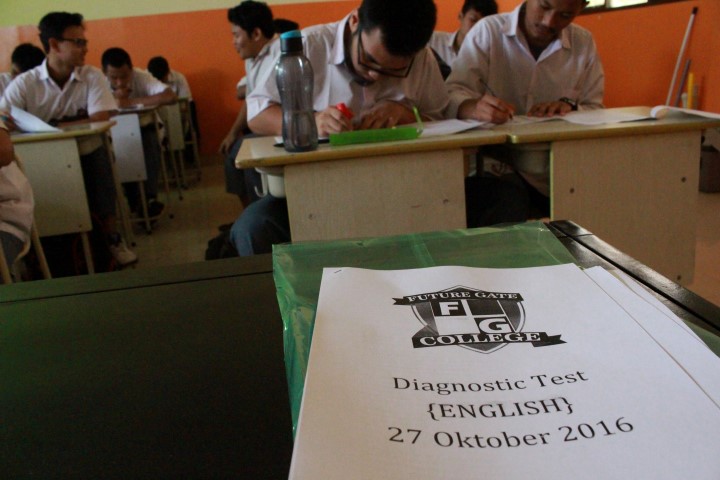 FUTURE GATE
F
G
COLLEGE
Diagnostic Test
{ENGLISH}
27 Oktober 2016